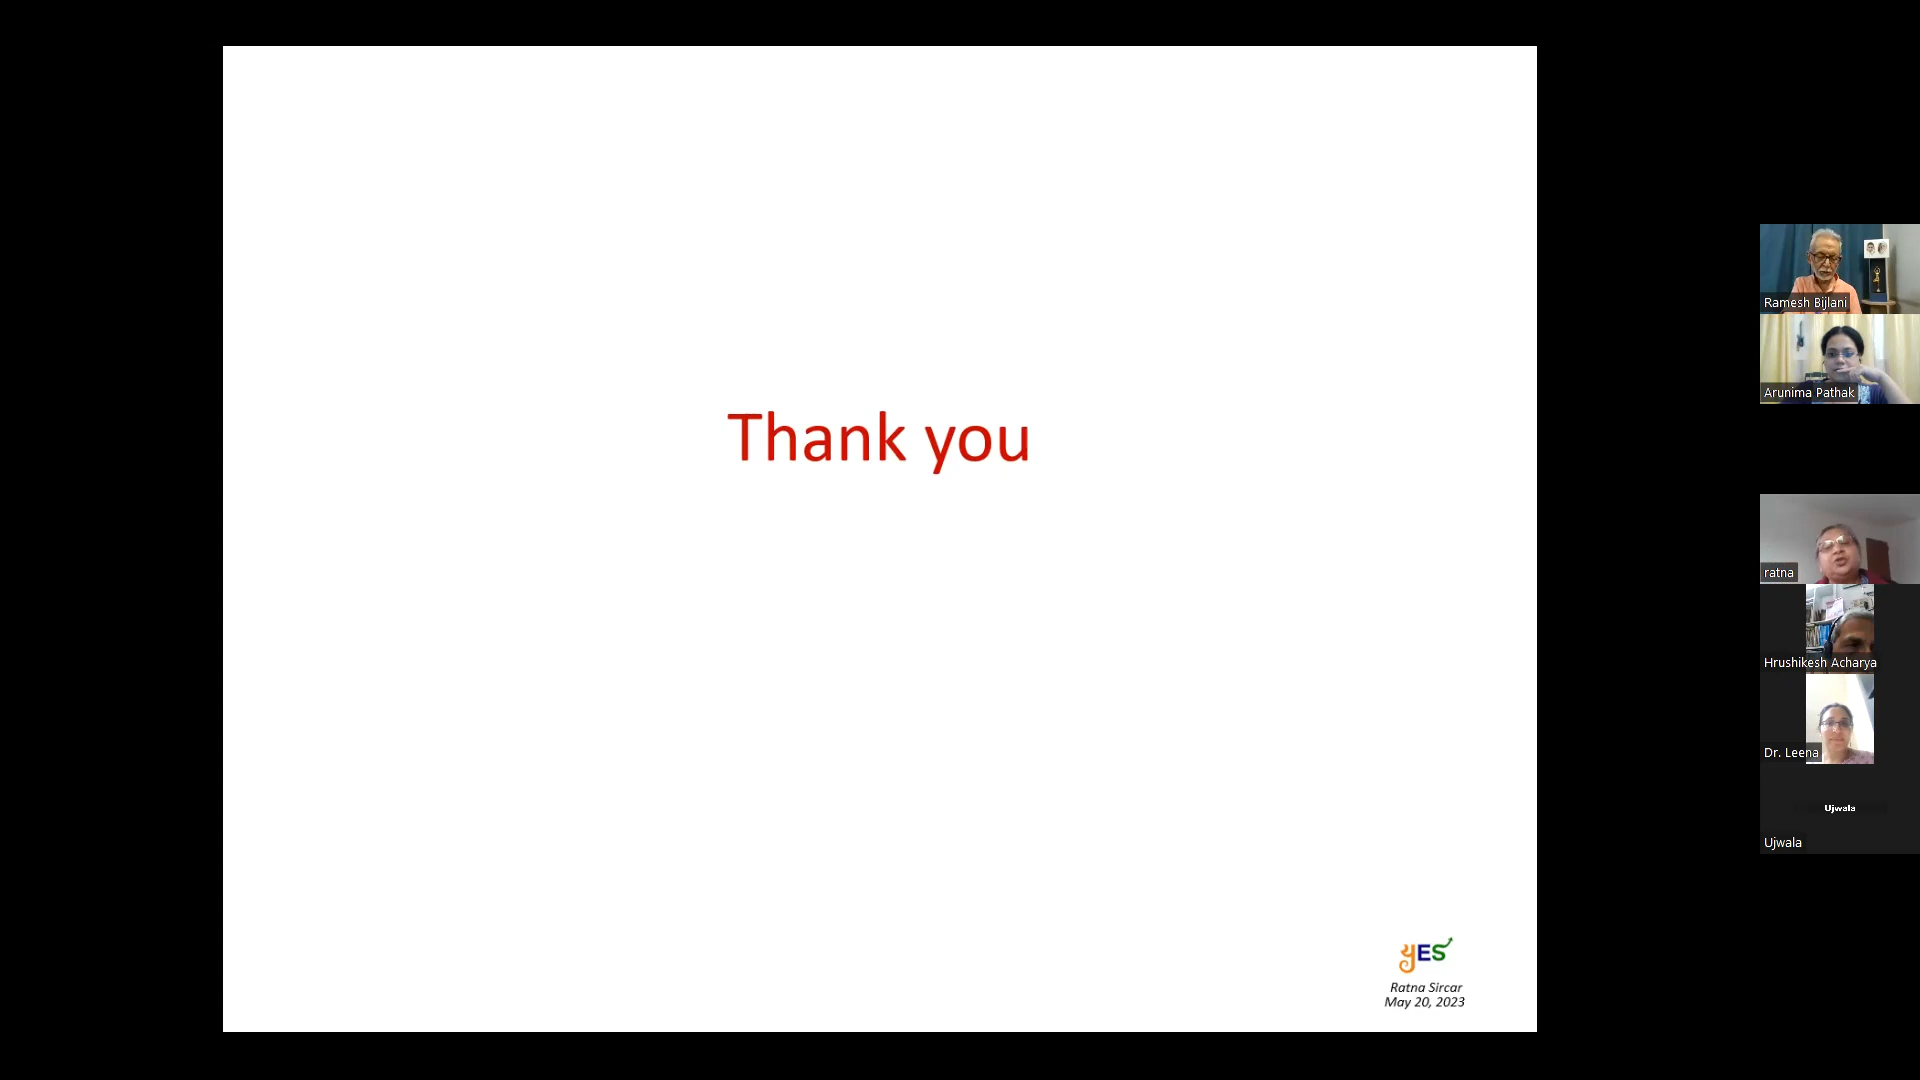 Thank you
yES
Ratna Sircar
May 20, 2023
Ramesh Bijlani
Arunima Pathak
ratna
Hrushikesh Acharya
Dr. Leena
Ujwala
Ujwala